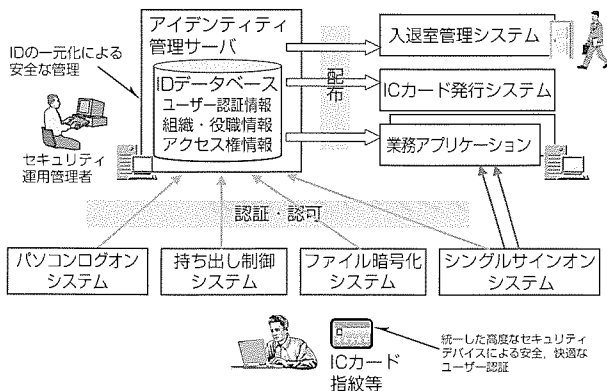 アイデンティティ
管理サーバ
IDの一元化による
安全な管理
IDデータベース
ユーザー認証情報
組織・役職情報
アクセス権情報
セキュリティ
運用管理者
配布
入退室管理システム
ICカード発行システム
業務アプリケーション
認証・認可
パソコンログオン
システム
持ち出し制御
システム
ファイル暗号化
システム
シングルサインオン
システム
ICカード
指紋等
統一した高度なセキュリティ
デバイスによる安全，快適な
ユーザー認証